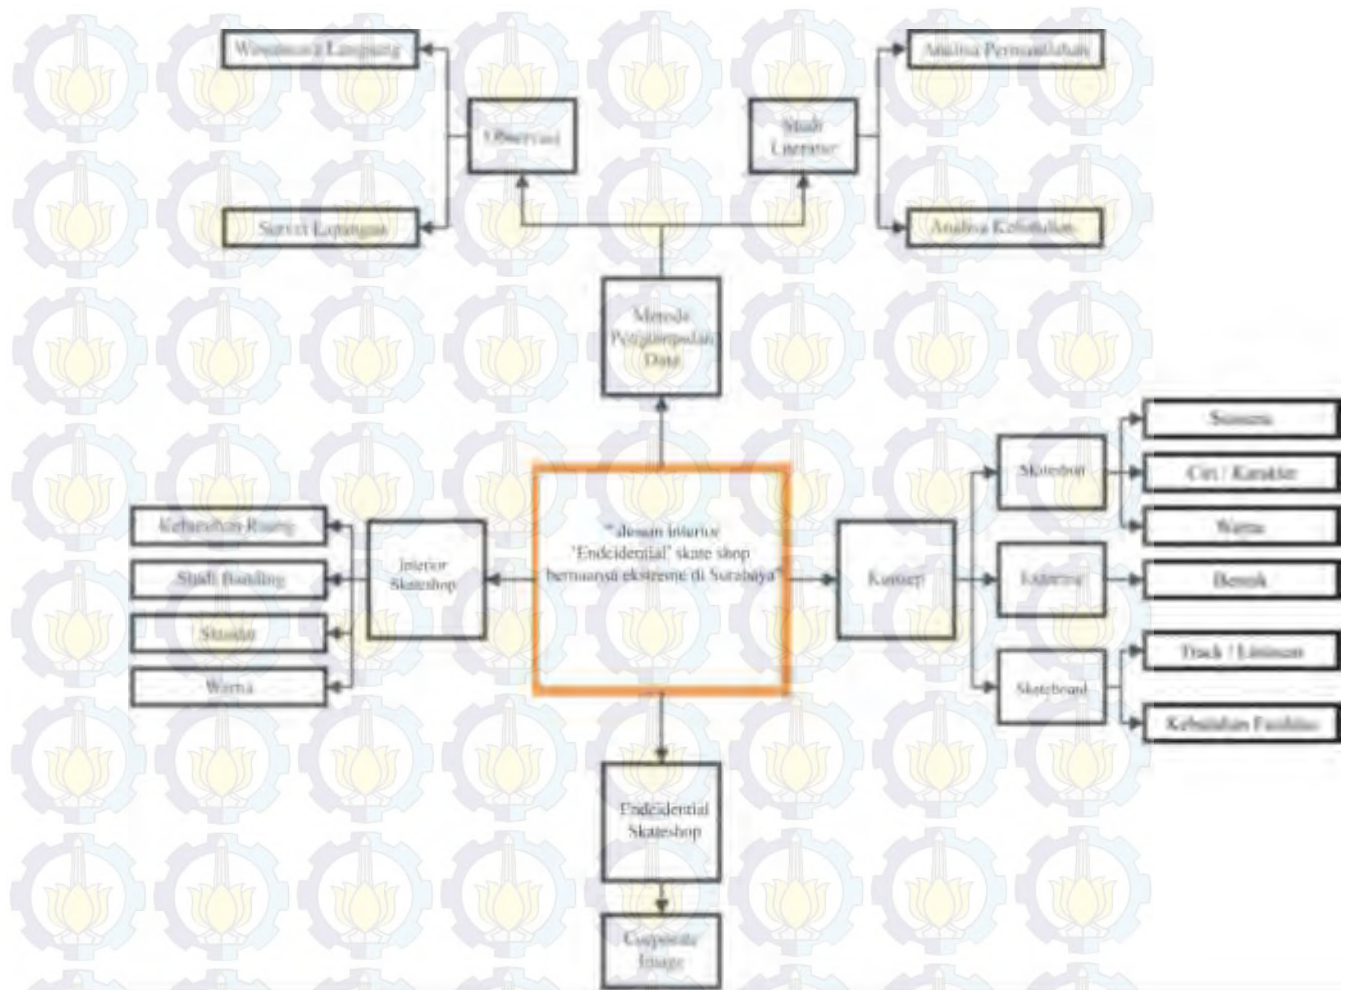 Wawancara Langsung
Analisa Permasalahan
Observasi
Studi
Literatur
Survei Lapangan
Analisa Kebutuhan
Metode
Pengumpulan
Data
Suasana
Skateshop
Ciri / Karakter
Warna
Kebutuhan Ruang
Interior
Skateshop
" desain interior
'Endcidential' skate shop
bernuansa ekstreme di Surabaya"
Konsep
Extreme
Bentuk
Studi Banding
Warna
Skateboard
Track / Lintasan
Kebutuhan Fasilitas
Endcidential
Skateshop
Corporate
Image